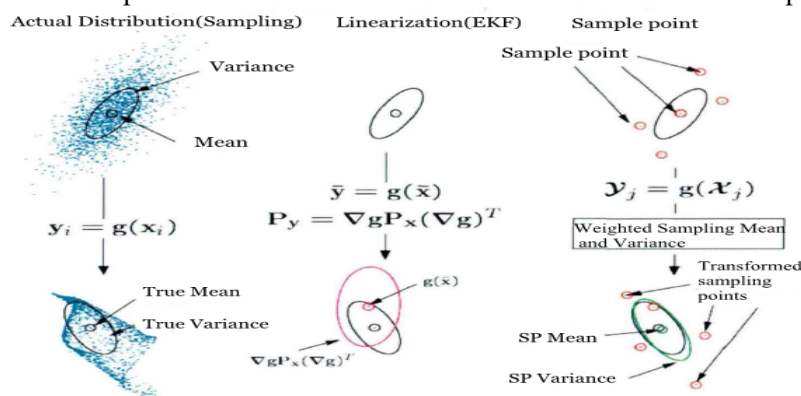 Actual Distribution(Sampling)
Linearization(EKF)
Sample point
Variance
Mean
Sample point
yᵢ = g(xᵢ)
ȳ = g(x̄)
P_y = ∇gPₓ(∇g)ᵀ
𝒴ⱼ = g(𝒳ⱼ)
Weighted Sampling Mean
and Variance
True Mean
True Variance
g(x̄)
∇gPₓ(∇g)ᵀ
Transformed
sampling
points
SP Mean
SP Variance